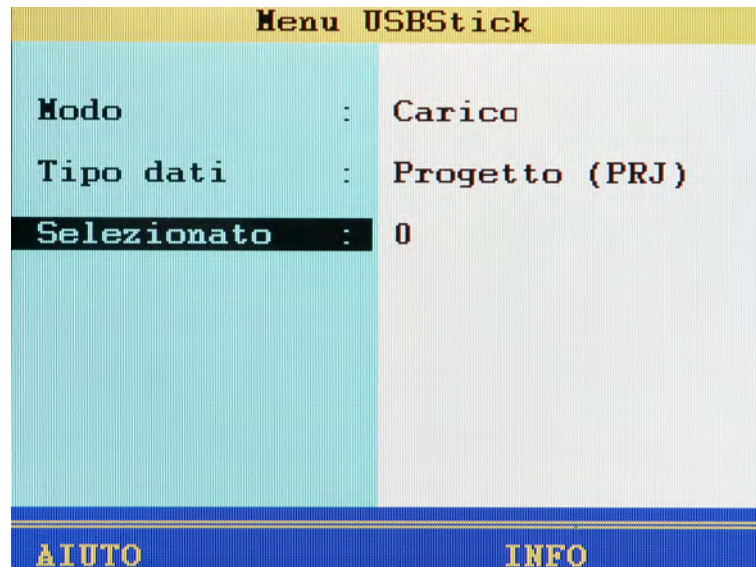 Menu USBStick
Modo : Carico
Tipo dati : Progetto (PRJ)
Selezionato : 0
AIUTO INFO